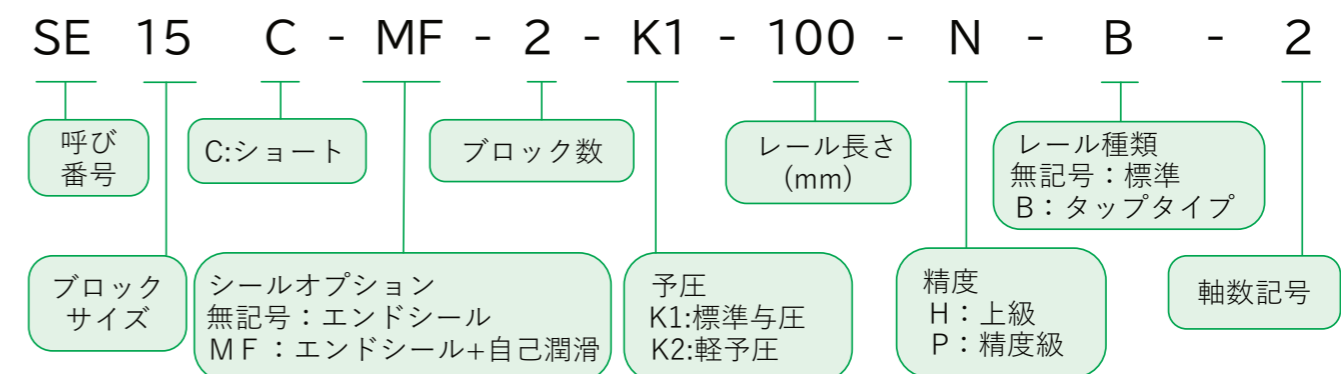 SE 15 C - MF - 2 - K1 - 100 - N - B - 2
呼び
番号
C:ショート
ブロック数
レール長さ
(mm)
レール種類
無記号：標準
B：タップタイプ
ブロック
サイズ
シールオプション
無記号：エンドシール
ＭＦ：エンドシール+自己潤滑
予圧
K1:標準与圧
K2:軽予圧
精度
H：上級
P：精度級
軸数記号